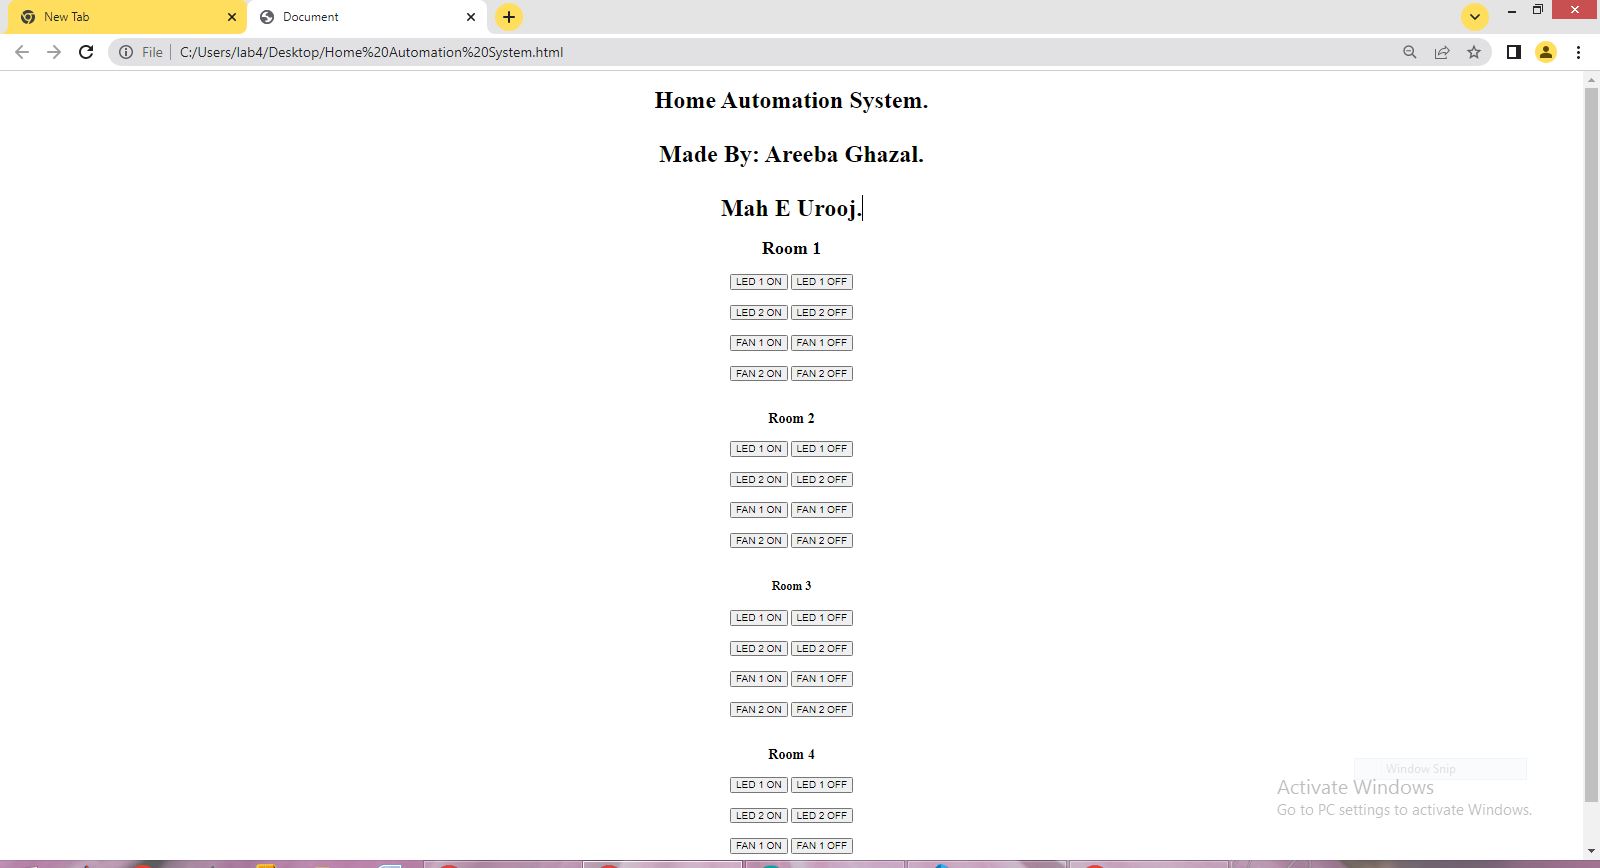 New Tab
Document
File
C:/Users/lab4/Desktop/Home%20Automation%20System.html
Home Automation System.
Made By: Areeba Ghazal.
Mah E Urooj.
Room 1
LED 1 ON LED 1 OFF
LED 2 ON LED 2 OFF
FAN 1 ON FAN 1 OFF
FAN 2 ON FAN 2 OFF
Room 2
LED 1 ON LED 1 OFF
LED 2 ON LED 2 OFF
FAN 1 ON FAN 1 OFF
FAN 2 ON FAN 2 OFF
Room 3
LED 1 ON LED 1 OFF
LED 2 ON LED 2 OFF
FAN 1 ON FAN 1 OFF
FAN 2 ON FAN 2 OFF
Room 4
LED 1 ON LED 1 OFF
LED 2 ON LED 2 OFF
FAN 1 ON FAN 1 OFF
Window Snip
Activate Windows
Go to PC settings to activate Windows.